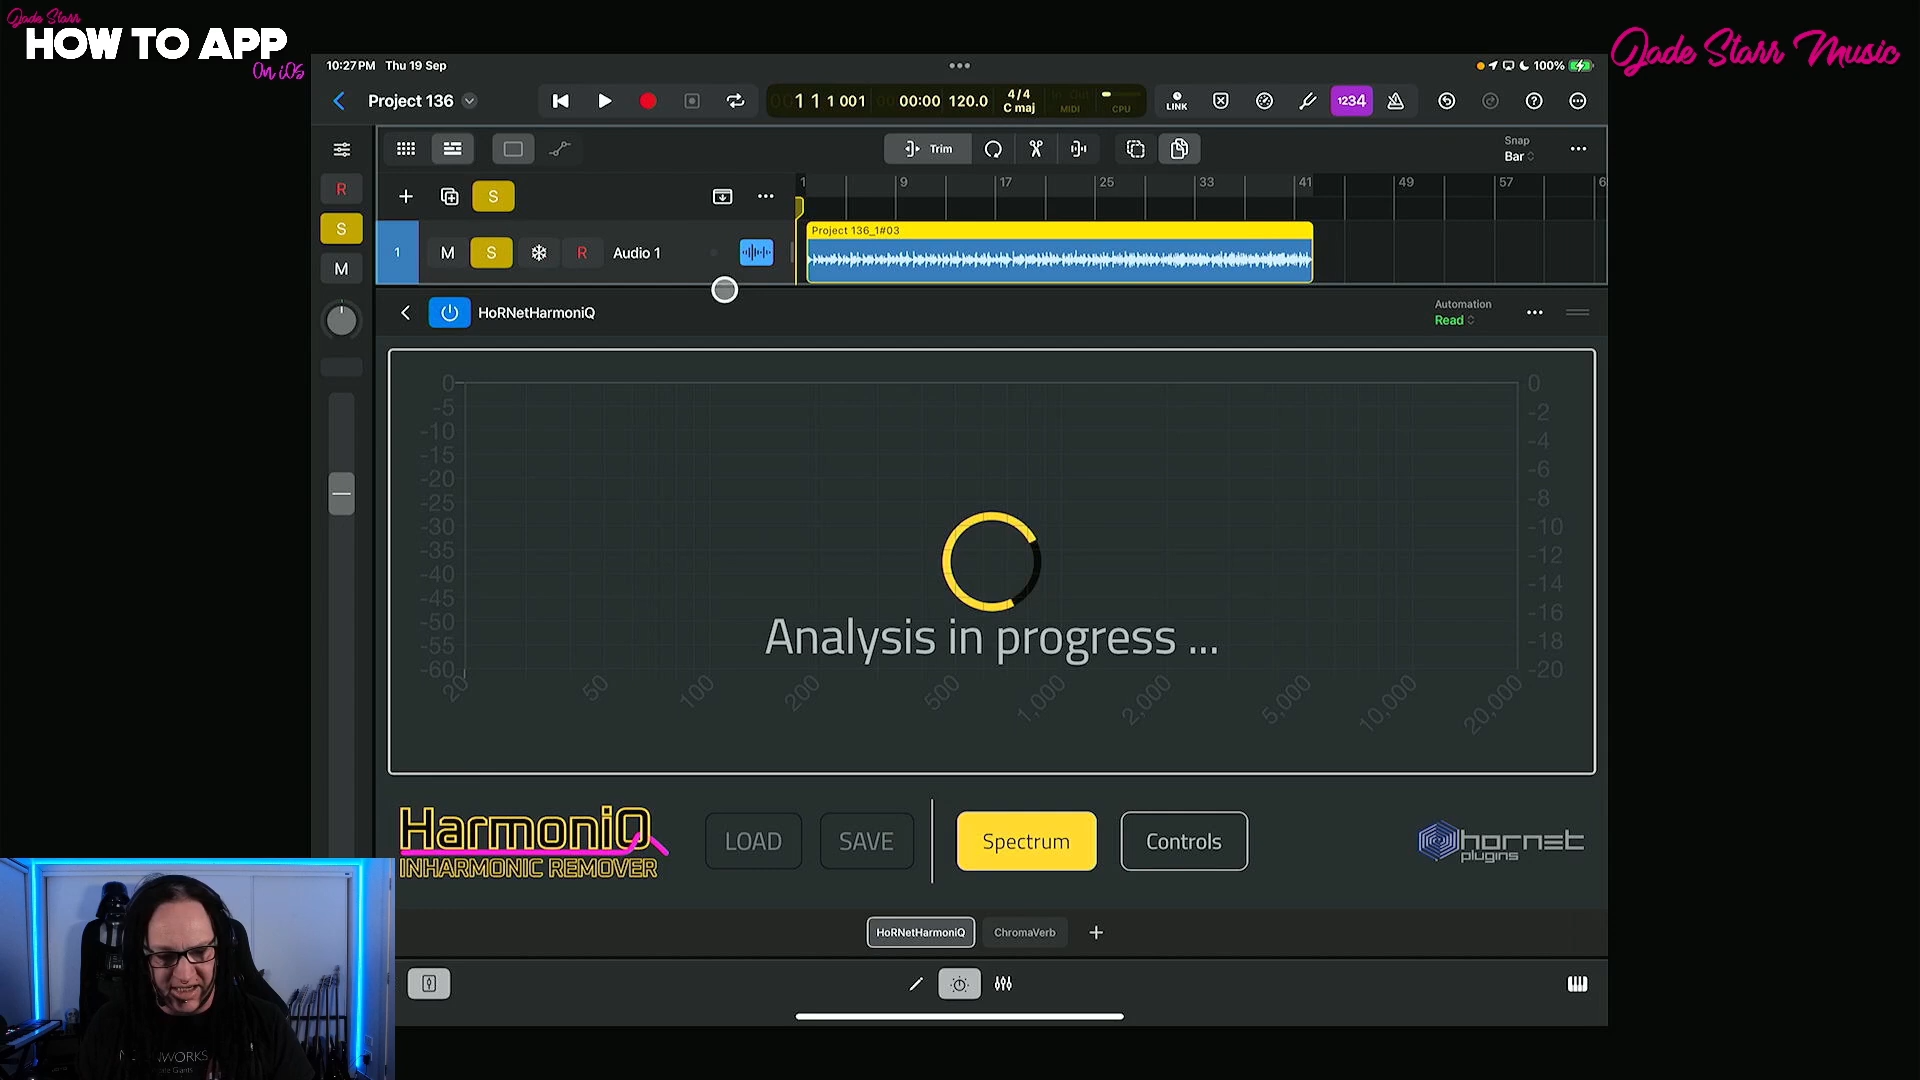 Jade Starr
HOW TO APP
On iOS
Jade Starr Music
10:27PM Thu 19 Sep
100%
Project 136
1 1 1 001
00:00
120.0
4/4
C maj
In Out
MIDI
CPU
LINK
1234
Trim
Snap
Bar
R
S
M
S
1 9 17 25 33 41 49 57 6
1 M S R Audio 1
Project 136_1#03
HoRNetHarmoniQ
Automation
Read
0 0
-5 -2
-10 -4
-15 -6
-20 -8
-25
-30 -10
-35 -12
-40 -14
-45 -16
-50 -18
-55
-60 -20
20 50 100 200 500 1,000 2,000 5,000 10,000 20,000
Analysis in progress ...
HarmoniQ
INHARMONIC REMOVER
LOAD
SAVE
Spectrum
Controls
hornet
plugins
HoRNetHarmoniQ
ChromaVerb